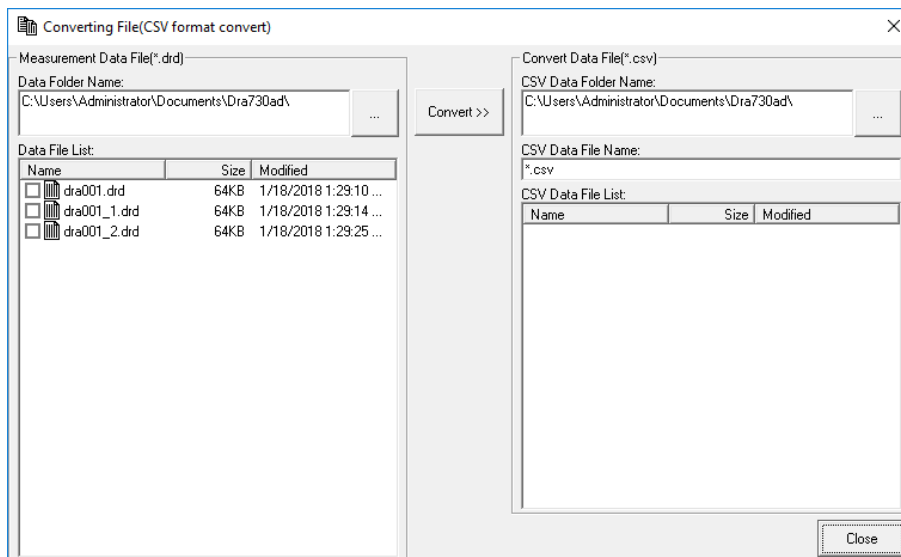 Converting File(CSV format convert)
Measurement Data File(*.drd)
Data Folder Name:
C:\Users\Administrator\Documents\Dra730ad\
...
Data File List:
Name Size Modified
dra001.drd 64KB 1/18/2018 1:29:10 ...
dra001_1.drd 64KB 1/18/2018 1:29:14 ...
dra001_2.drd 64KB 1/18/2018 1:29:25 ...
Convert >>
Convert Data File(*.csv)
CSV Data Folder Name:
C:\Users\Administrator\Documents\Dra730ad\
...
CSV Data File Name:
*.csv
CSV Data File List:
Name Size Modified
Close